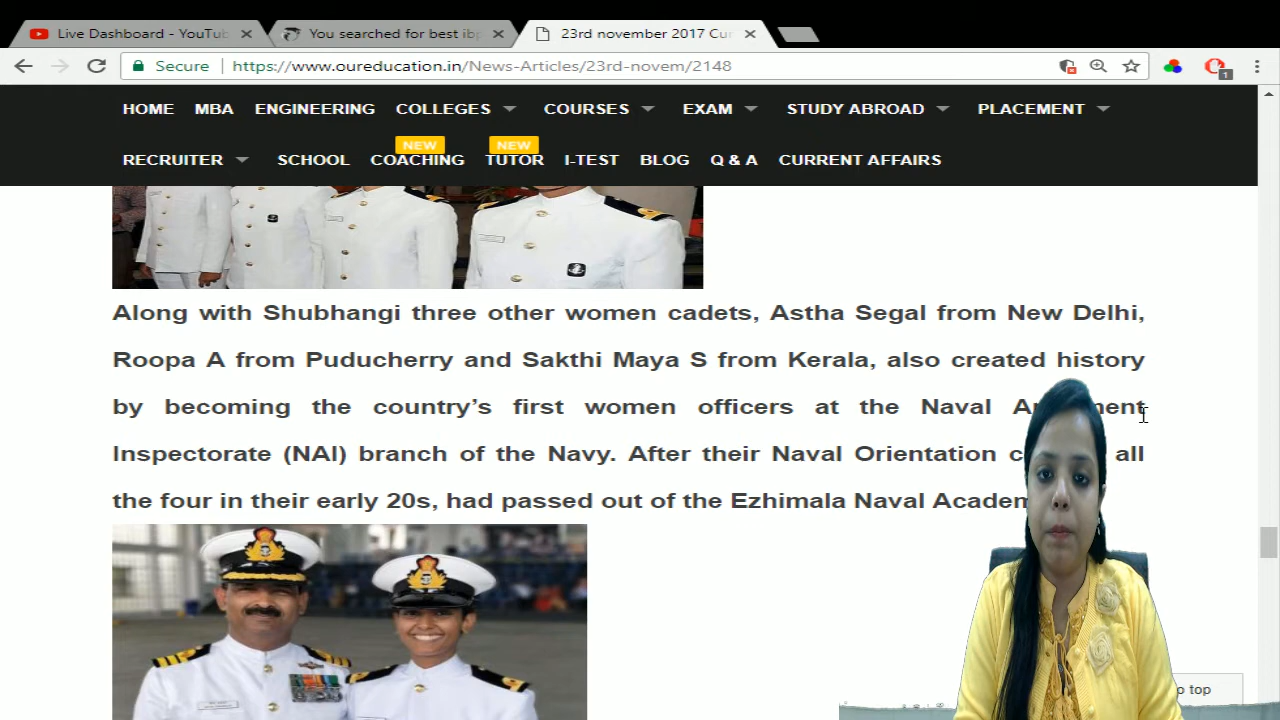 Live Dashboard - YouTub
You searched for best ibp
23rd november 2017 Cur
Secure | https://www.oureducation.in/News-Articles/23rd-novem/2148
1
HOME MBA ENGINEERING COLLEGES COURSES EXAM STUDY ABROAD PLACEMENT
NEW NEW
RECRUITER SCHOOL COACHING TUTOR I-TEST BLOG Q & A CURRENT AFFAIRS
Along with Shubhangi three other women cadets, Astha Segal from New Delhi,
Roopa A from Puducherry and Sakthi Maya S from Kerala, also created history
by becoming the country’s first women officers at the Naval
Inspectorate (NAI) branch of the Navy. After their Naval Orientation all
the four in their early 20s, had passed out of the Ezhimala Naval
to top